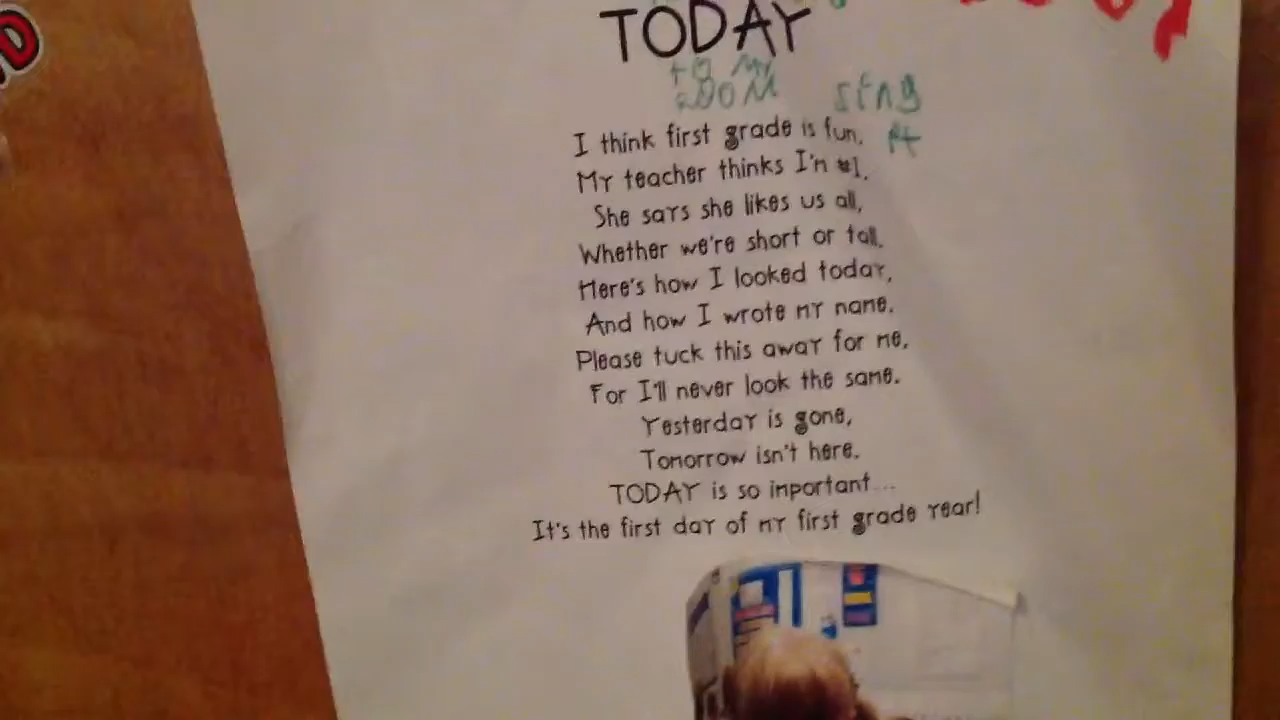 TODAY
to My
MOM sing
it
I think first grade is fun,
My teacher thinks I'm #1.
She says she likes us all,
Whether we're short or tall.
Here's how I looked today,
And how I wrote my name.
Please tuck this away for me,
For I'll never look the same.
Yesterday is gone,
Tomorrow isn't here.
TODAY is so important...
It's the first day of my first grade year!